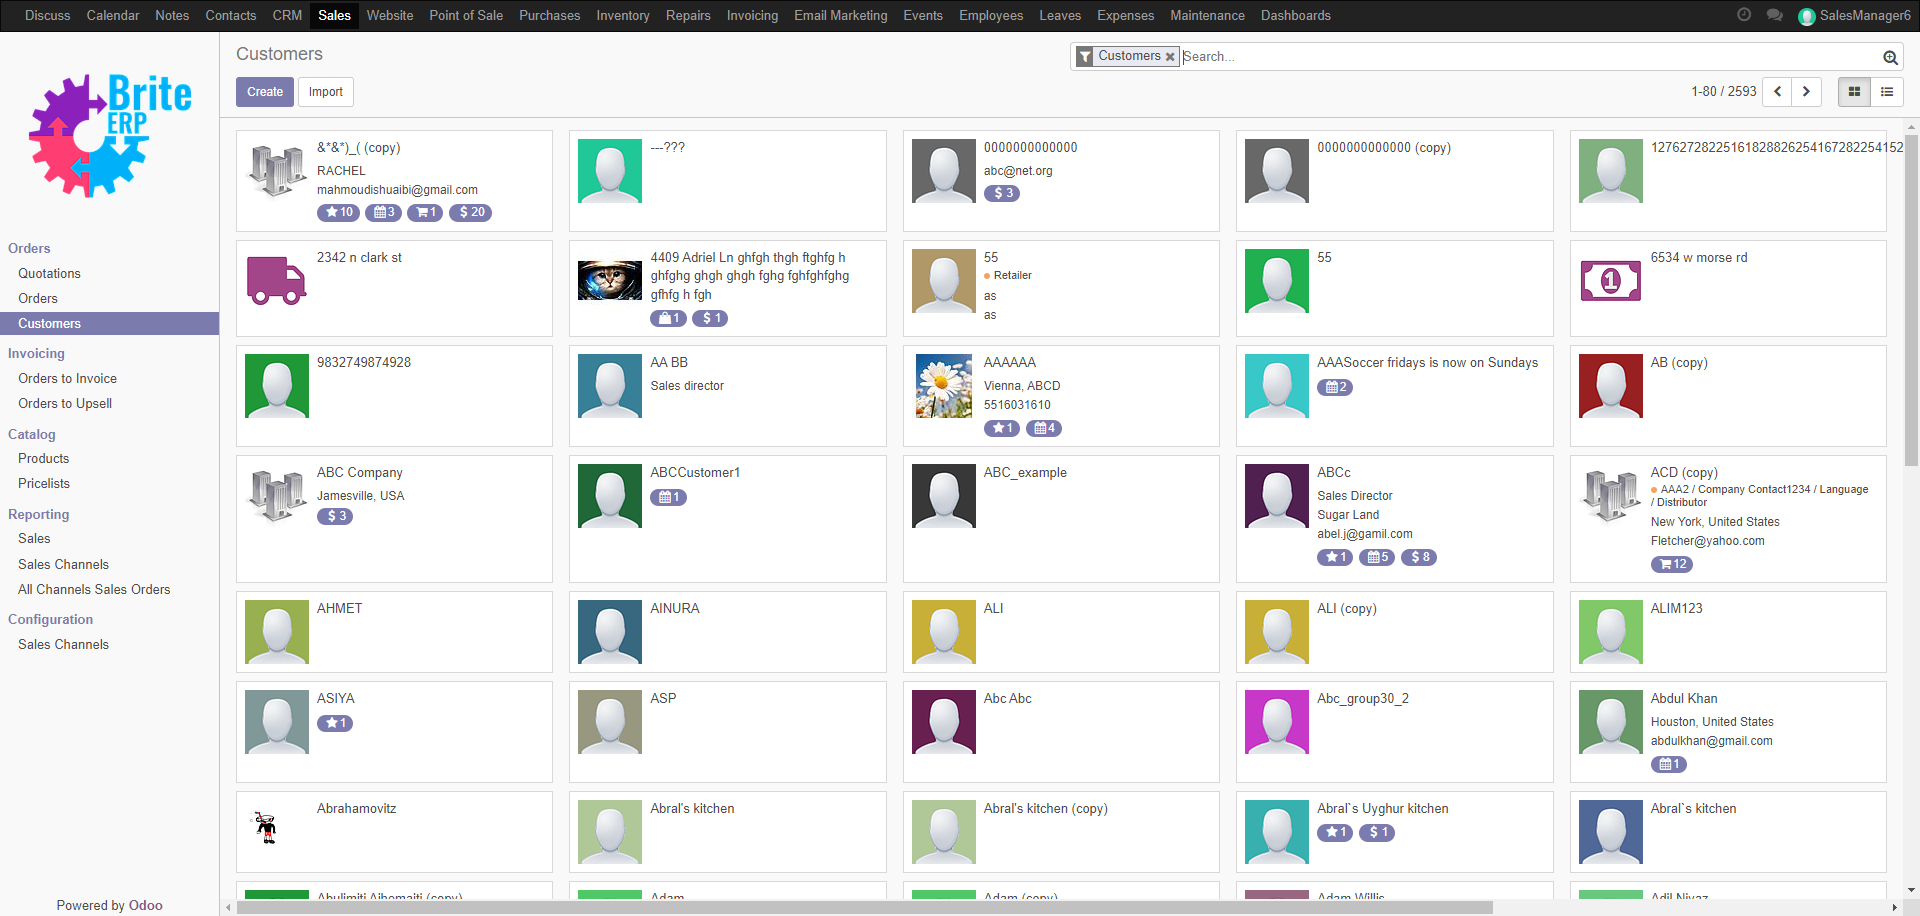 Discuss Calendar Notes Contacts CRM Sales Website Point of Sale Purchases Inventory Repairs Invoicing Email Marketing Events Employees Leaves Expenses Maintenance Dashboards SalesManager6
Brite
ERP
Orders
Quotations
Orders
Customers
Invoicing
Orders to Invoice
Orders to Upsell
Catalog
Products
Pricelists
Reporting
Sales
Sales Channels
All Channels Sales Orders
Configuration
Sales Channels
Powered by Odoo
Customers
Customers Search...
Create Import
1-80 / 2593
&*&*)_( (copy)
RACHEL
mahmoudishuaibi@gmail.com
10 3 1 $ 20
---???
0000000000000
abc@net.org
$ 3
0000000000000 (copy)
12762728225161828826254167282254152
2342 n clark st
4409 Adriel Ln ghfgh thgh ftghfg h
ghfghg ghgh ghgh fghg fghfghfghg
gfhfg h fgh
1 $ 1
55
Retailer
as
as
55
6534 w morse rd
9832749874928
AA BB
Sales director
AAAAAA
Vienna, ABCD
5516031610
1 4
AAASoccer fridays is now on Sundays
2
AB (copy)
ABC Company
Jamesville, USA
$ 3
ABCCustomer1
1
ABC_example
ABCc
Sales Director
Sugar Land
abel.j@gamil.com
1 5 $ 8
ACD (copy)
AAA2 / Company Contact1234 / Language
/ Distributor
New York, United States
Fletcher@yahoo.com
12
AHMET
AINURA
ALI
ALI (copy)
ALIM123
ASIYA
1
ASP
Abc Abc
Abc_group30_2
Abdul Khan
Houston, United States
abdulkhan@gmail.com
1
Abrahamovitz
Abral's kitchen
Abral's kitchen (copy)
Abral`s Uyghur kitchen
1 $ 1
Abral`s kitchen
Abulimiti Aihemaiti (copy)
Adam
Adam (copy)
Adam Willis
Adil Niyaz